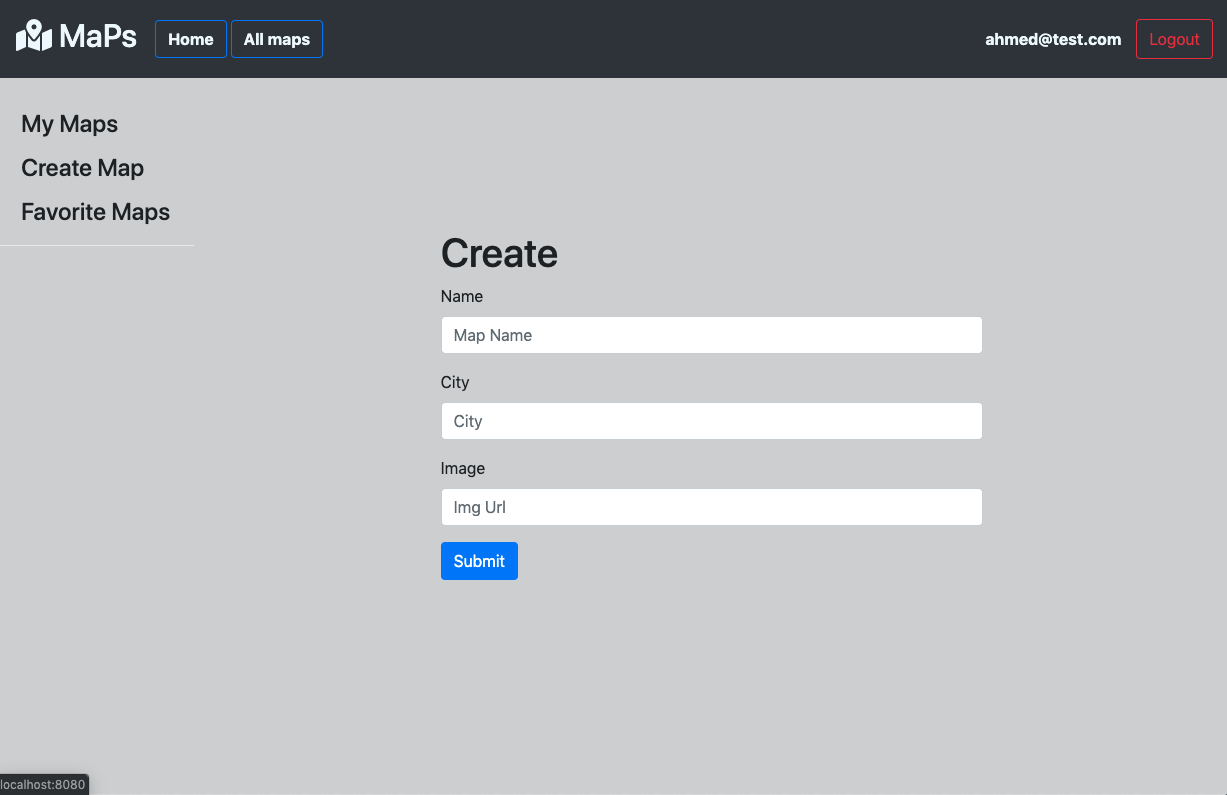 MaPs Home All maps ahmed@test.com Logout
My Maps
Create Map
Favorite Maps
Create
Name
Map Name
City
City
Image
Img Url
Submit
localhost:8080